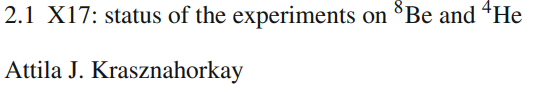 2.1 X17: status of the experiments on ⁸Be and ⁴He
Attila J. Krasznahorkay